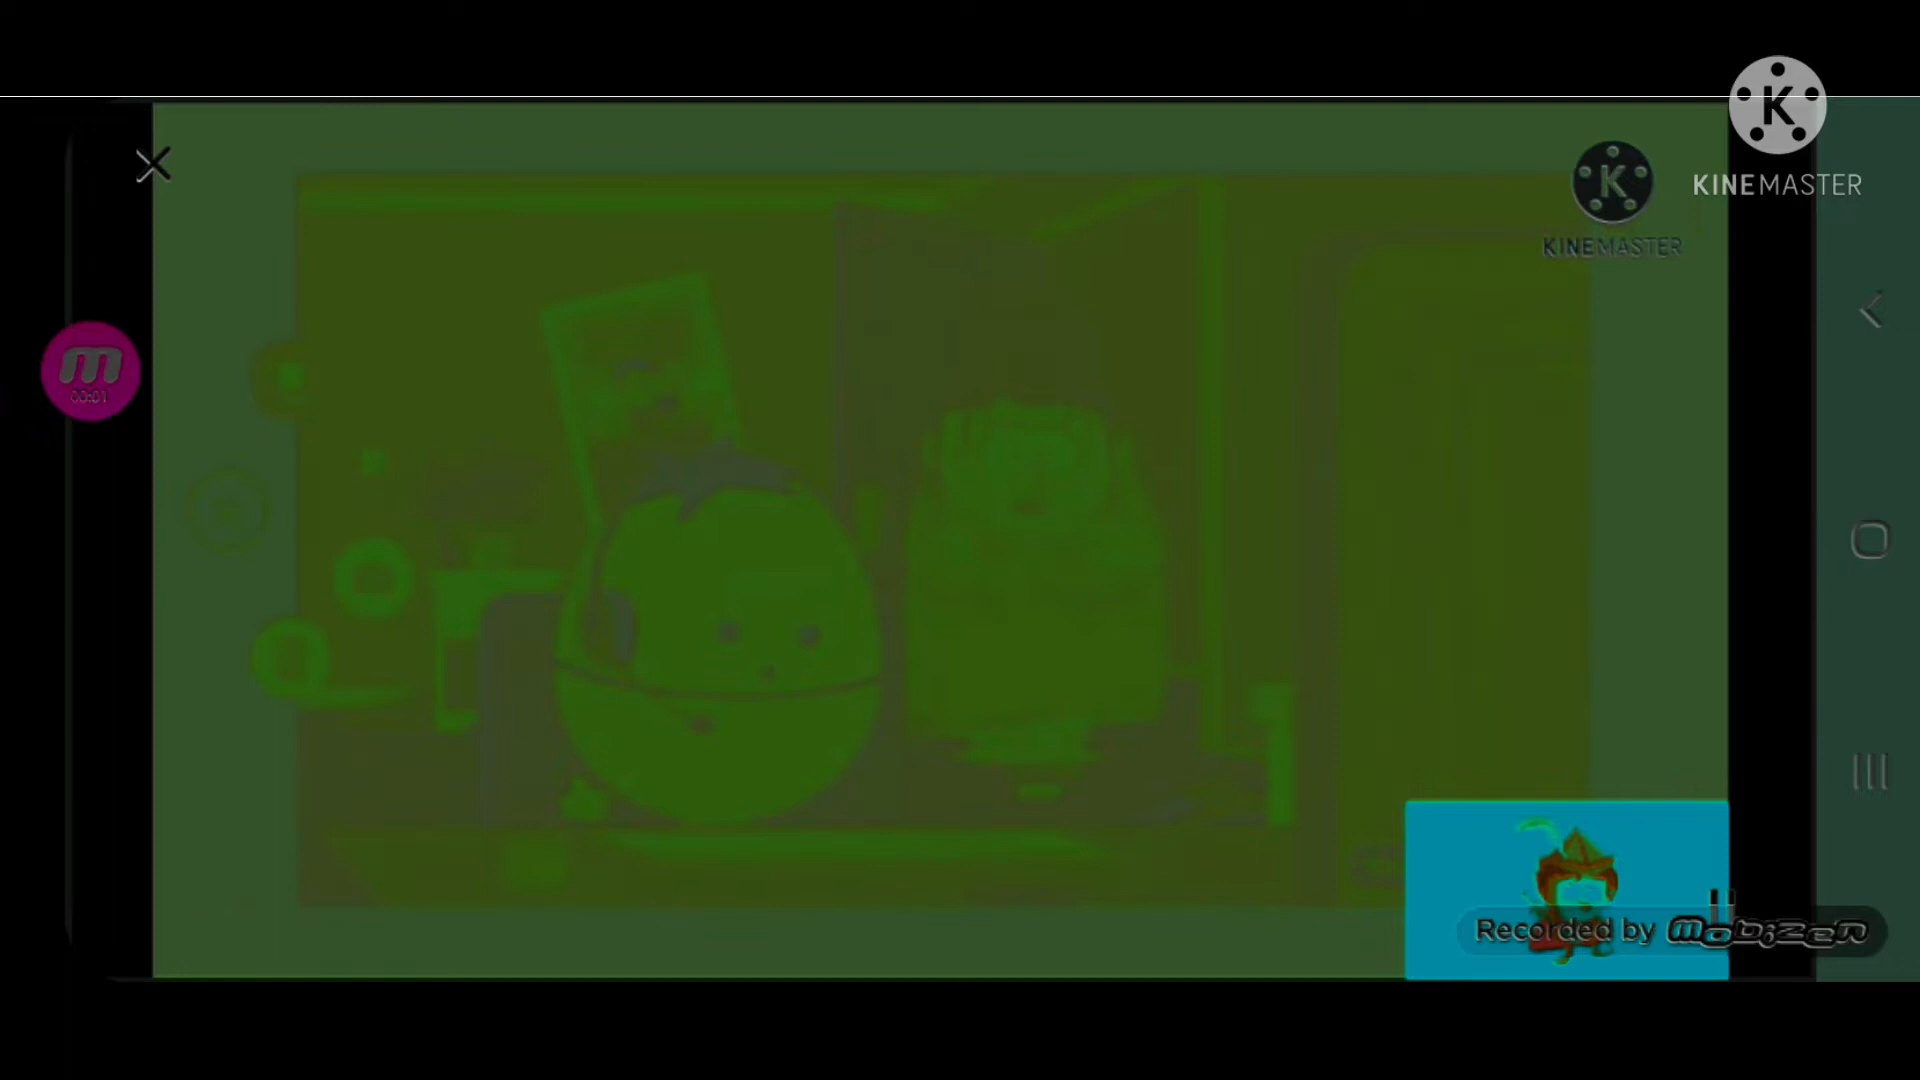 K
KINEMASTER
K
KINEMASTER
m
00:01
Recorded by mobizen